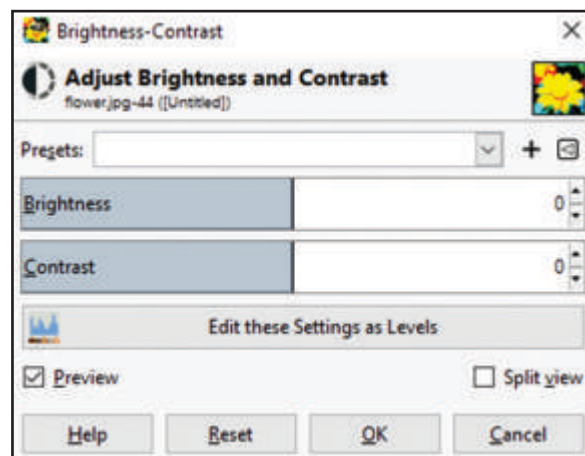 Brightness-Contrast
Adjust Brightness and Contrast
flower.jpg-44 ([Untitled])
Presets:
Brightness 0
Contrast 0
Edit these Settings as Levels
Preview Split view
Help Reset OK Cancel